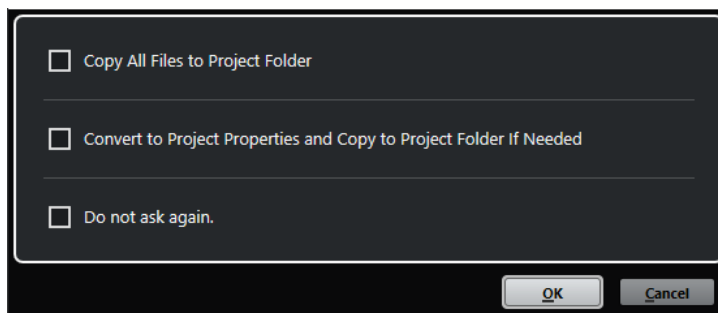 Copy All Files to Project Folder
Convert to Project Properties and Copy to Project Folder If Needed
Do not ask again.
OK Cancel